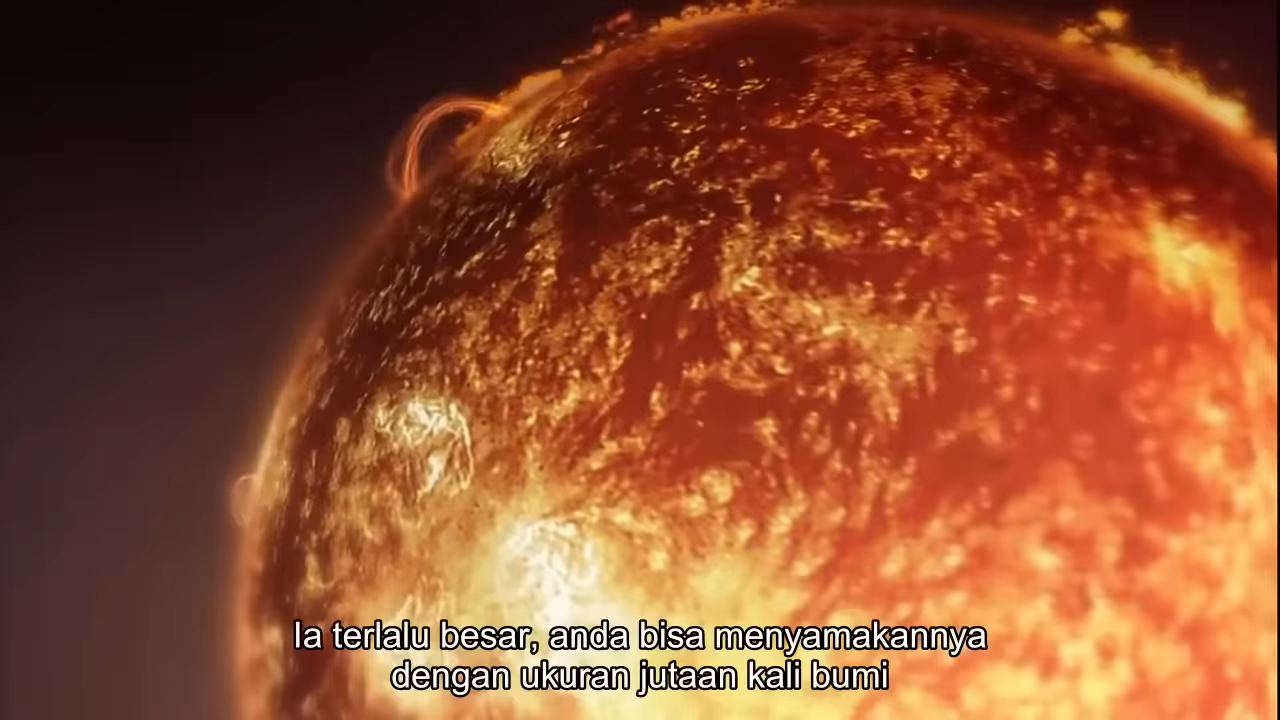 Ia terlalu besar, anda bisa menyamakannya
dengan ukuran jutaan kali bumi